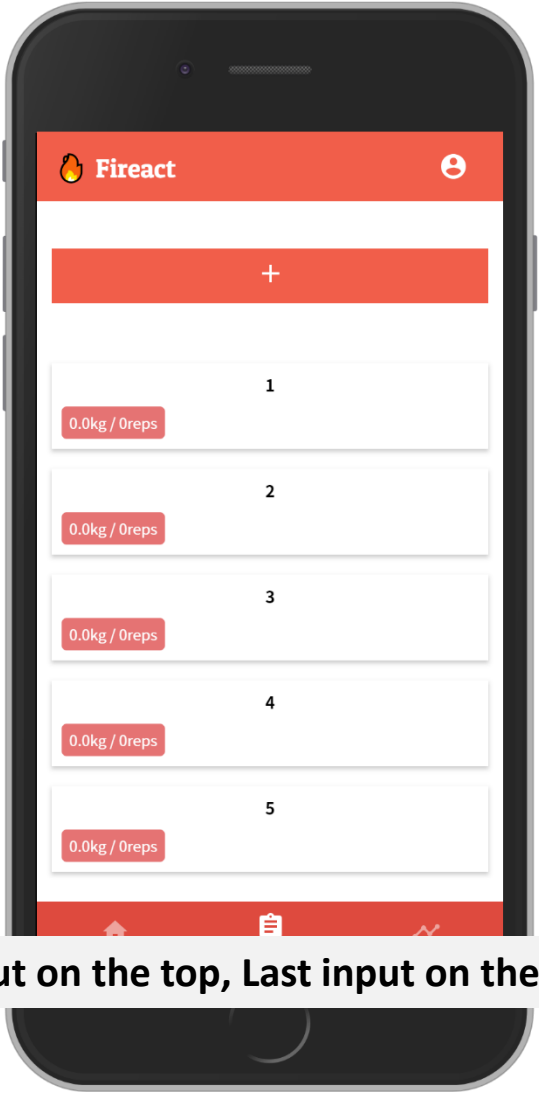 Fireact
+
1
0.0kg / 0reps
2
0.0kg / 0reps
3
0.0kg / 0reps
4
0.0kg / 0reps
5
0.0kg / 0reps
on the top, Last input on the